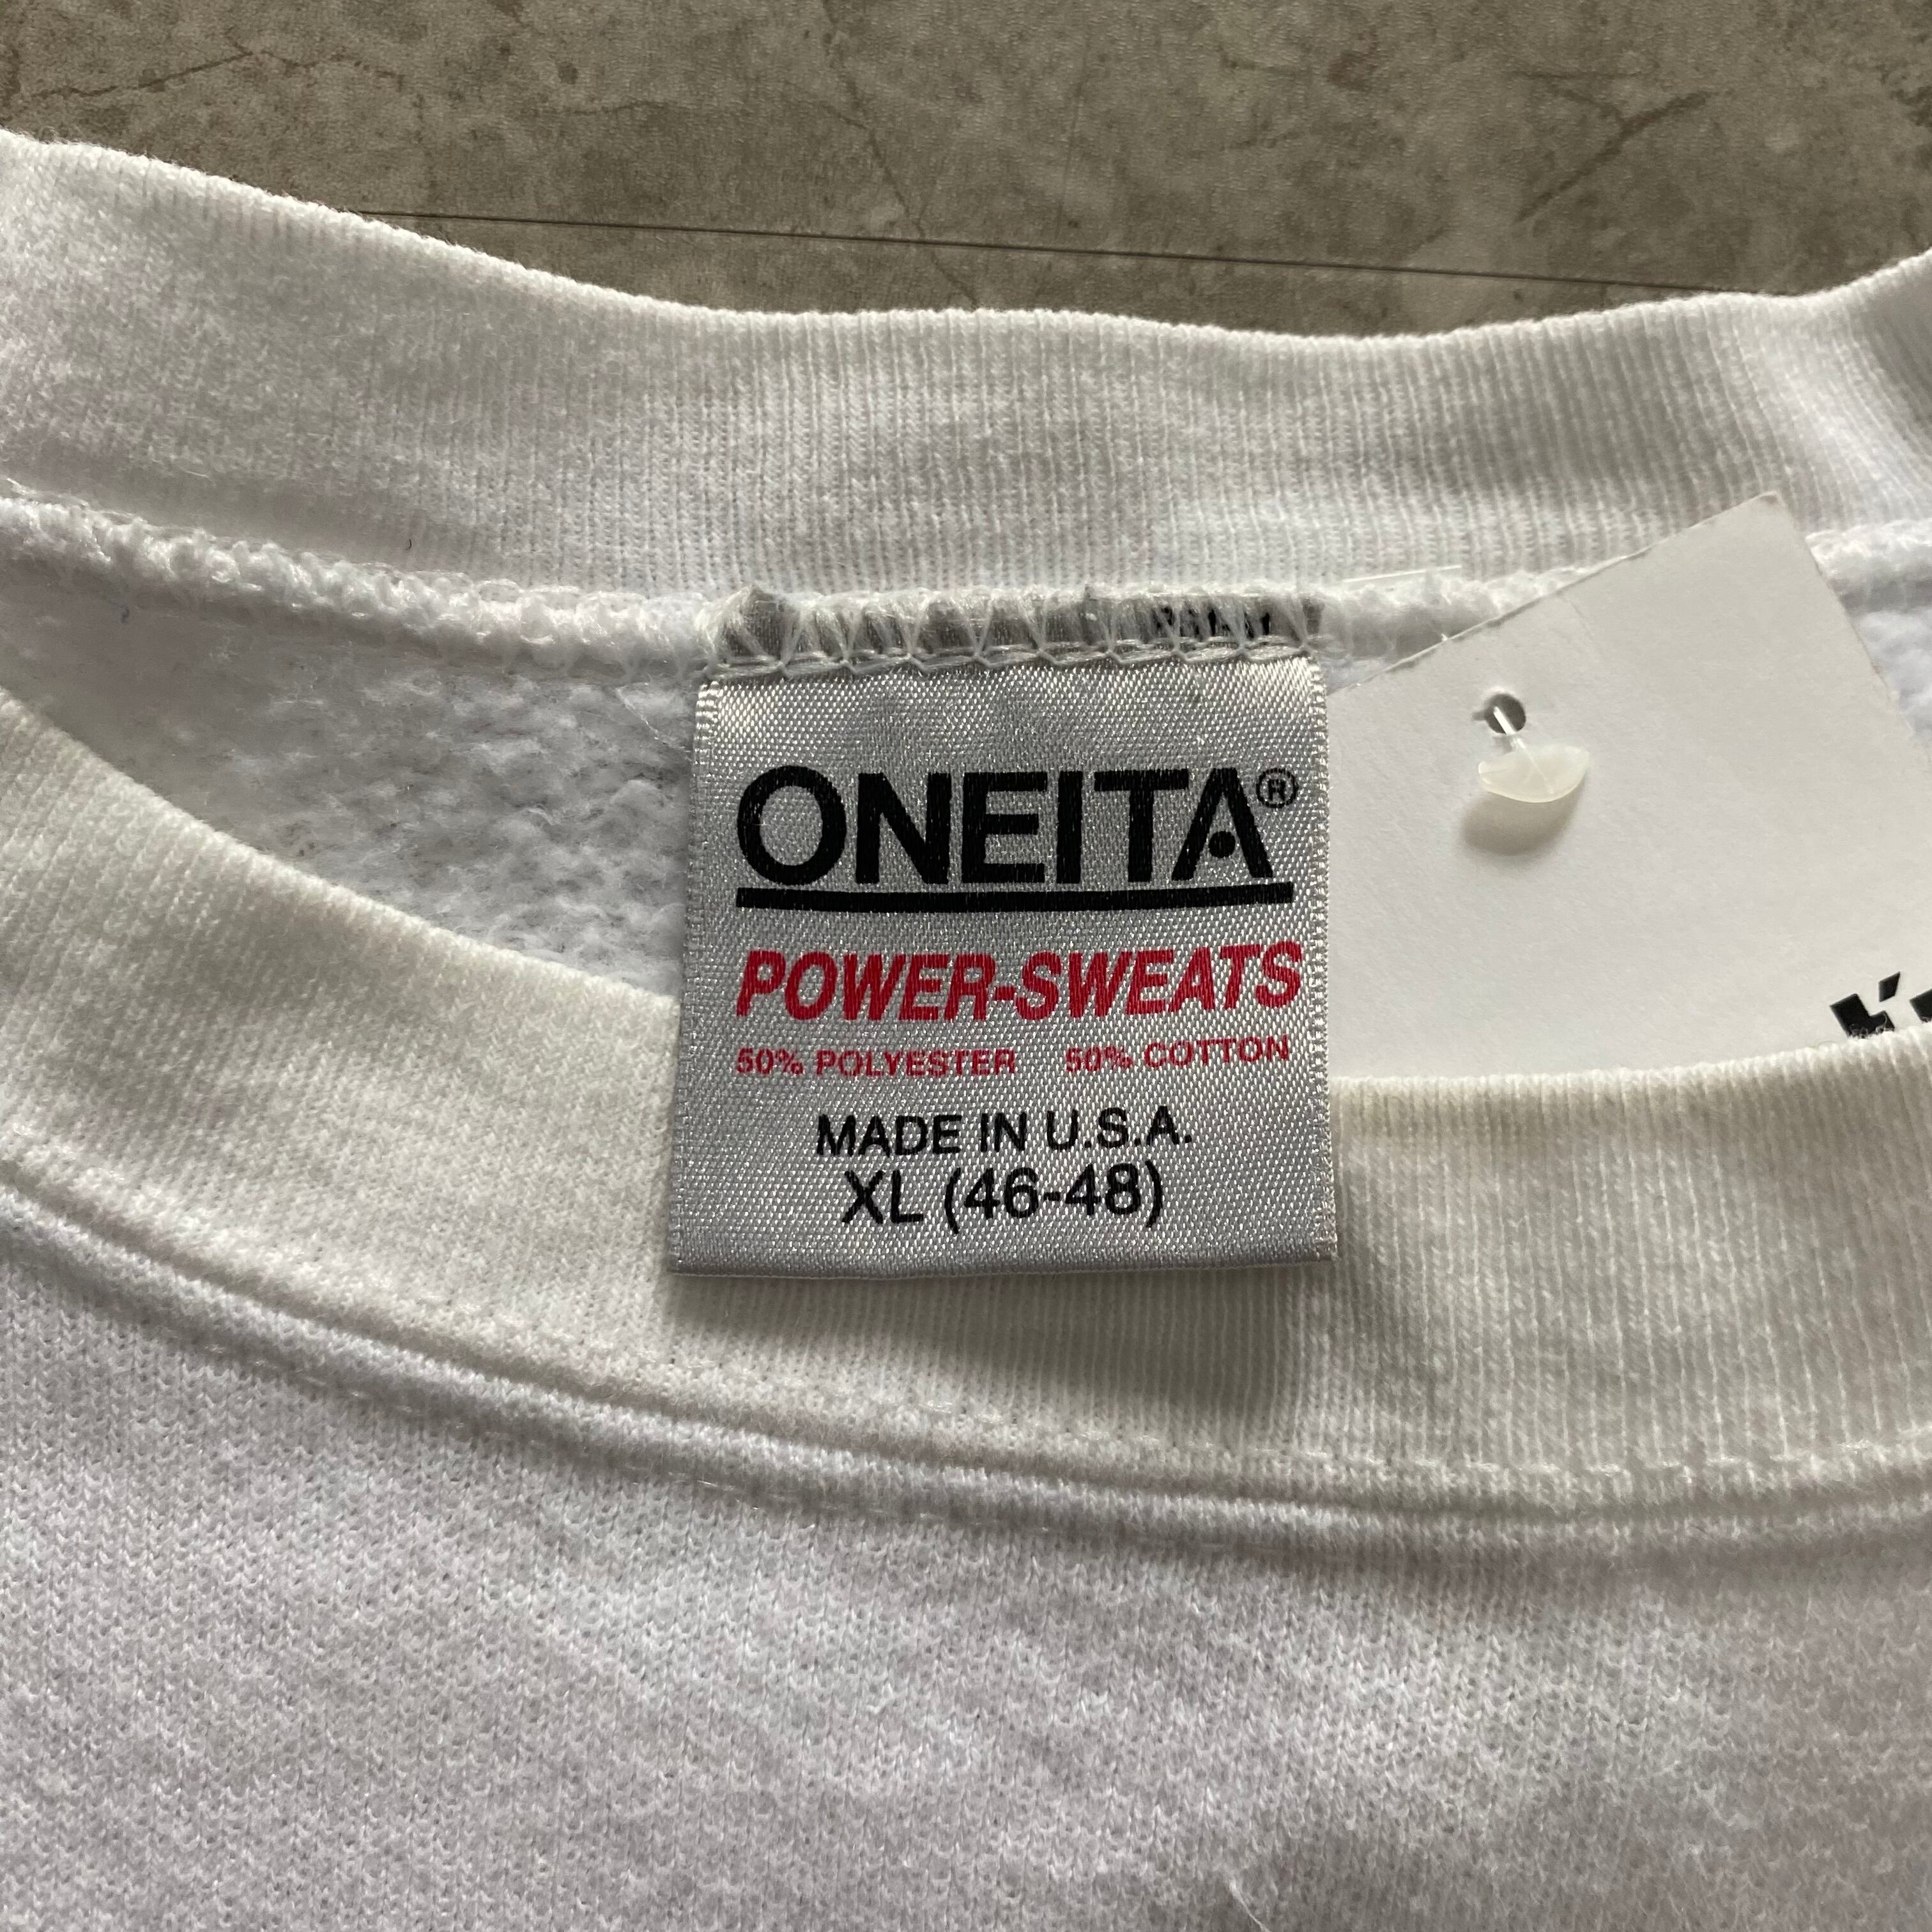 ONEITA®
POWER-SWEATS
50% POLYESTER 50% COTTON
MADE IN U.S.A.
XL (46-48)